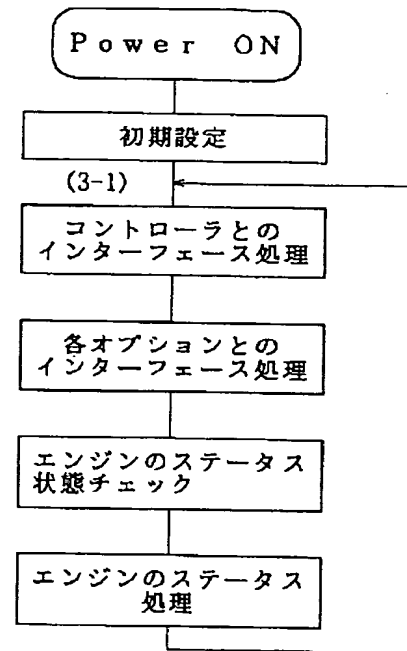 Power ON
初期設定
(3-1)
コントローラとの
インターフェース処理
各オプションとの
インターフェース処理
エンジンのステータス
状態チェック
エンジンのステータス
処理